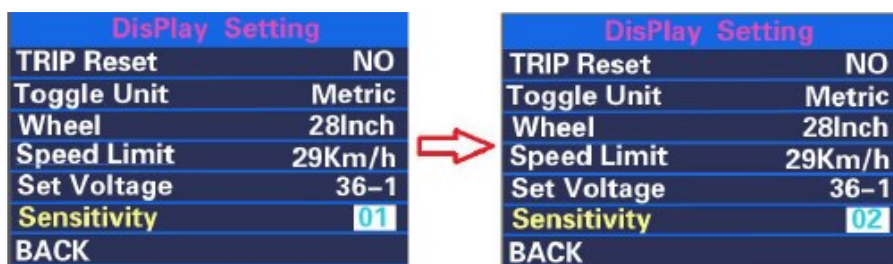 DisPlay Setting
TRIP Reset NO
Toggle Unit Metric
Wheel 28Inch
Speed Limit 29Km/h
Set Voltage 36-1
Sensitivity 01
BACK
DisPlay Setting
TRIP Reset NO
Toggle Unit Metric
Wheel 28Inch
Speed Limit 29Km/h
Set Voltage 36-1
Sensitivity 02
BACK